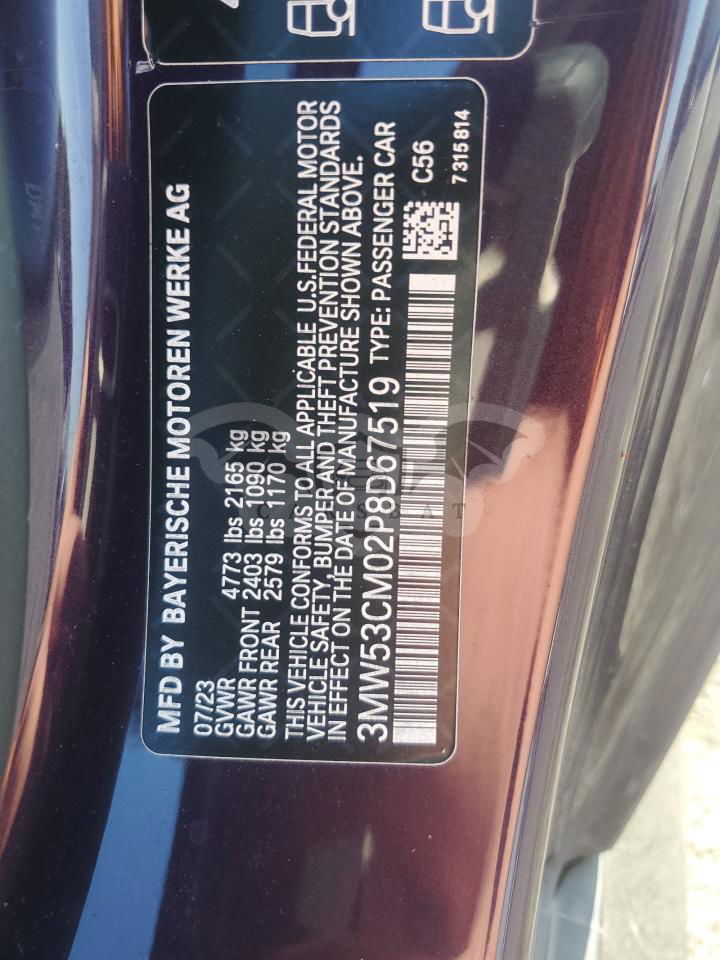 MFD BY BAYERISCHE MOTOREN WERKE AG
07/23
GVWR 4773 lbs 2165 kg
GAWR FRONT 2403 lbs 1090 kg
GAWR REAR 2579 lbs 1170 kg
THIS VEHICLE CONFORMS TO ALL APPLICABLE U.S.FEDERAL MOTOR
VEHICLE SAFETY, BUMPER AND THEFT PREVENTION STANDARDS
IN EFFECT ON THE DATE OF MANUFACTURE SHOWN ABOVE.
3MW53CM02P8D67519 TYPE: PASSENGER CAR
C56
7 315 814
CARSBAT